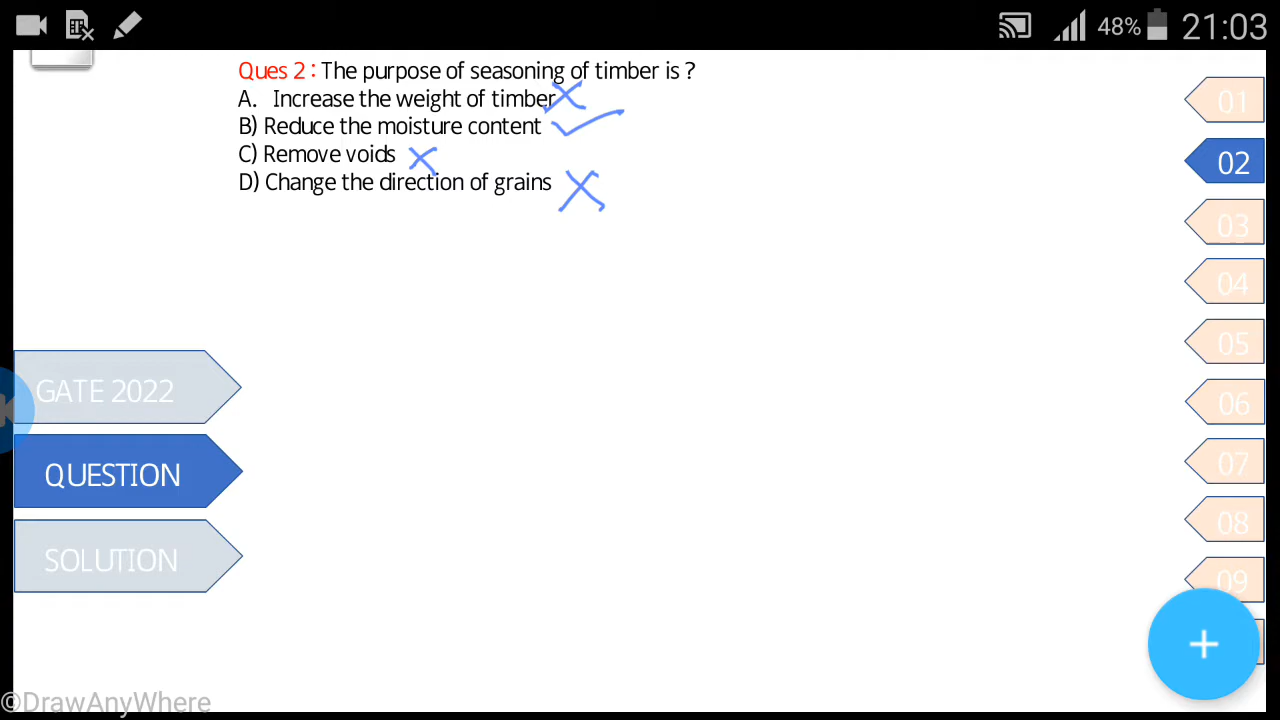 48% 21:03
Ques 2 : The purpose of seasoning of timber is ?
A. Increase the weight of timber
B) Reduce the moisture content
C) Remove voids
D) Change the direction of grains
01
02
03
04
05
06
07
08
09
GATE 2022
QUESTION
SOLUTION
©DrawAnyWhere